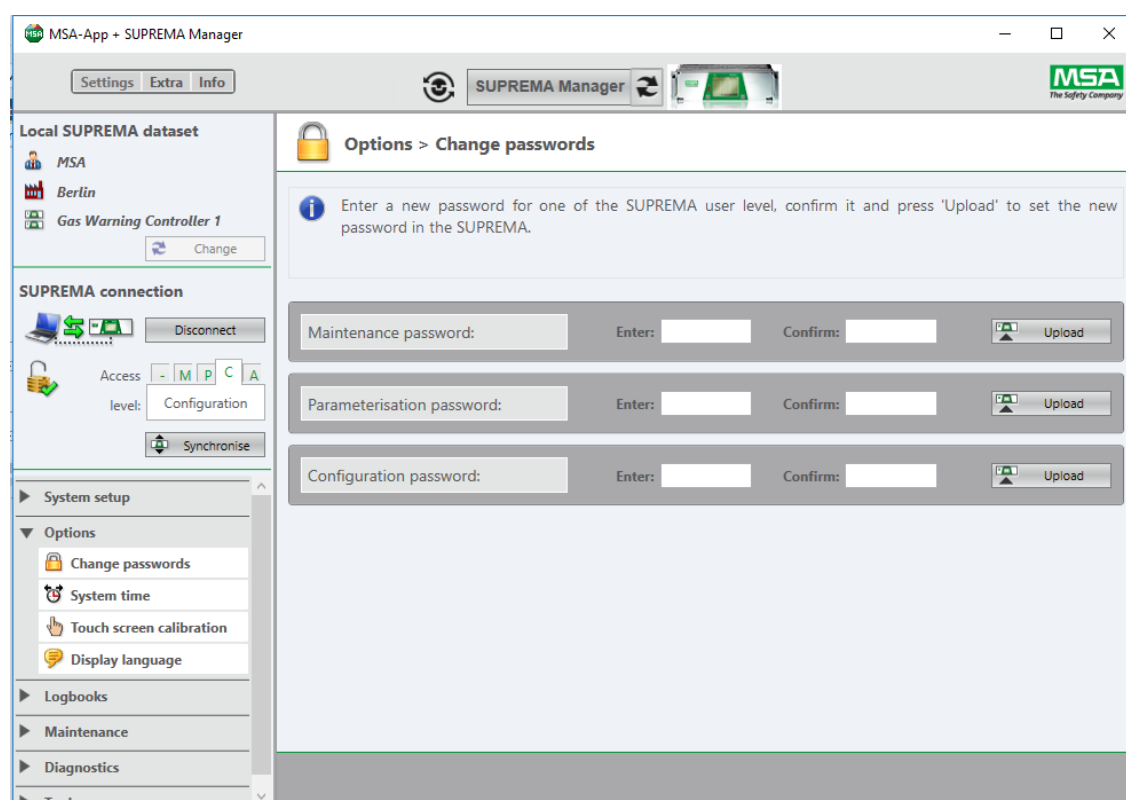 MSA-App + SUPREMA Manager
Settings Extra Info
SUPREMA Manager
MSA
The Safety Company
Local SUPREMA dataset
MSA
Berlin
Gas Warning Controller 1
Change
SUPREMA connection
Disconnect
Access level:
- M P C A
Configuration
Synchronise
System setup
Options
Change passwords
System time
Touch screen calibration
Display language
Logbooks
Maintenance
Diagnostics
Options > Change passwords
Enter a new password for one of the SUPREMA user level, confirm it and press 'Upload' to set the new
password in the SUPREMA.
Maintenance password: Enter: Confirm: Upload
Parameterisation password: Enter: Confirm: Upload
Configuration password: Enter: Confirm: Upload